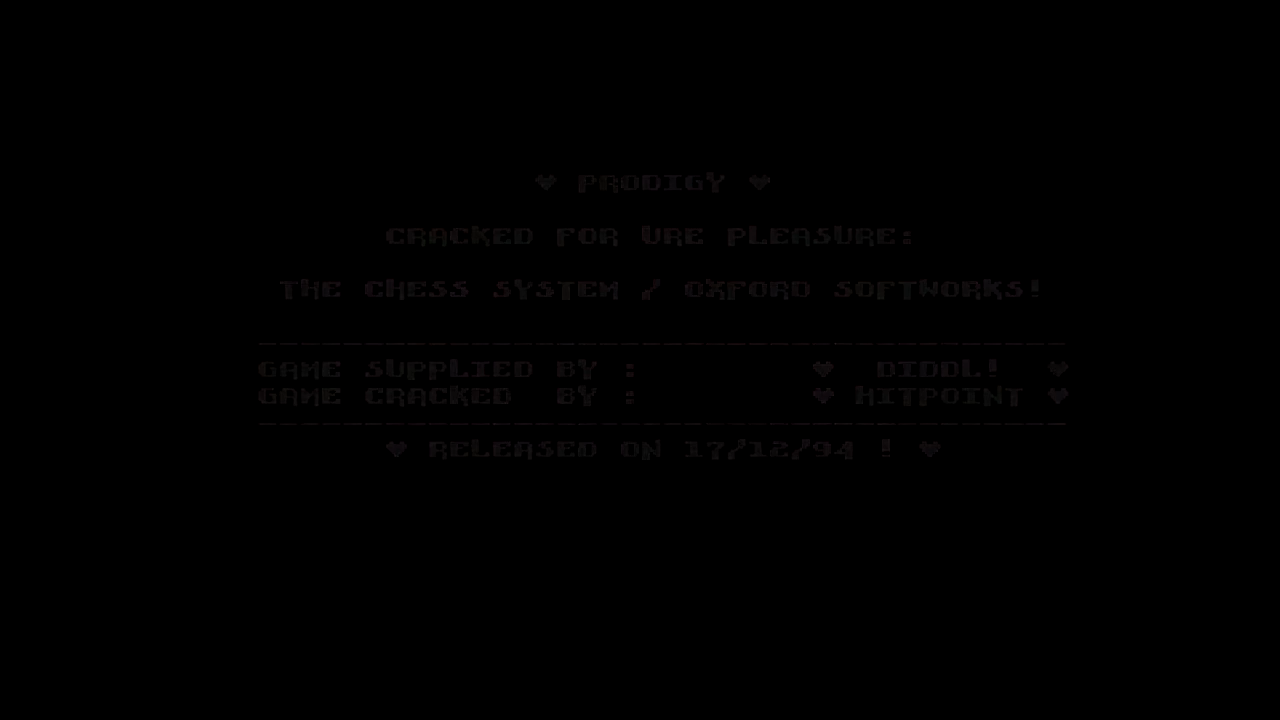 ♥ PRODIGY ♥
CRACKED FOR URE PLEASURE:
THE CHESS SYSTEM / OXFORD SOFTWORKS!
--------------------------------------
GAME SUPPLIED BY : ♥ DIDDL! ♥
GAME CRACKED BY : ♥ HITPOINT ♥
--------------------------------------
♥ RELEASED ON 17/12/94 ! ♥